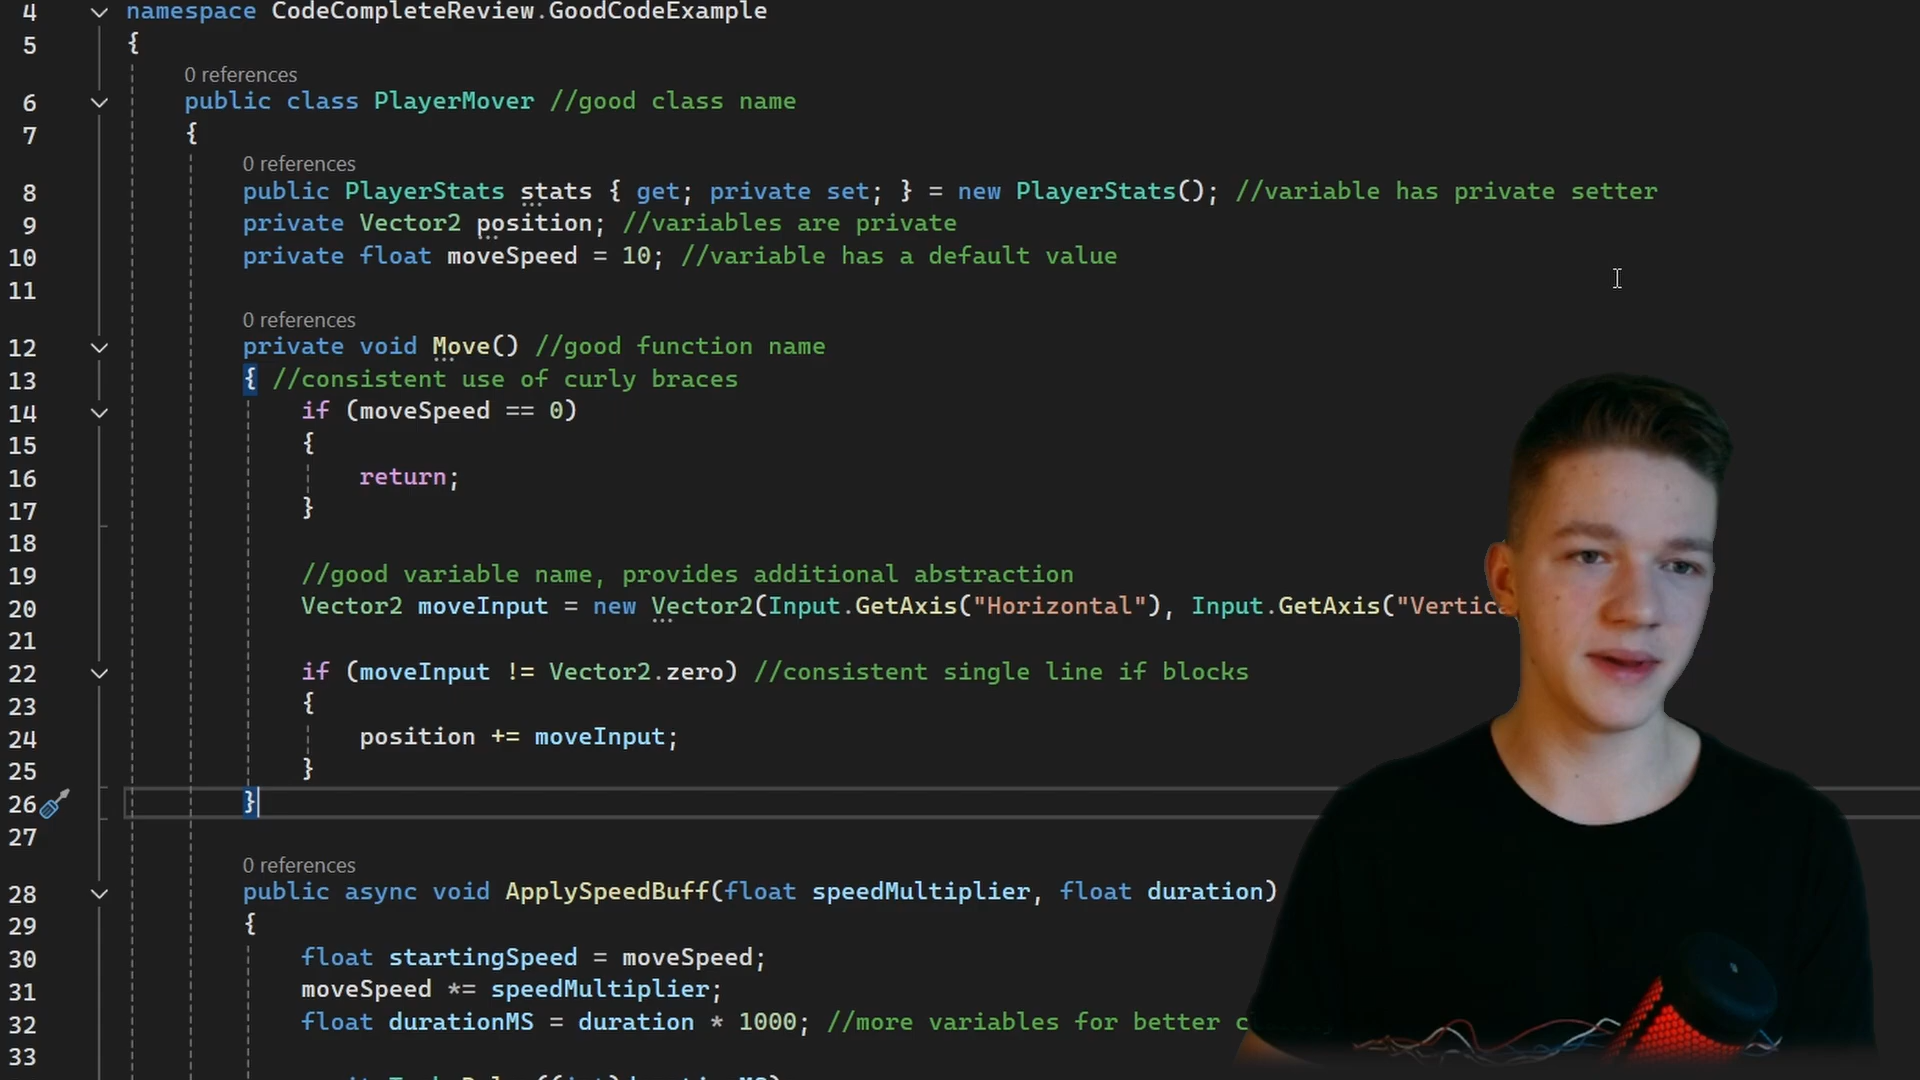 4 namespace CodeCompleteReview.GoodCodeExample
5 {
0 references
6 public class PlayerMover //good class name
7 {
0 references
8 public PlayerStats stats { get; private set; } = new PlayerStats(); //variable has private setter
9 private Vector2 position; //variables are private
10 private float moveSpeed = 10; //variable has a default value
11
0 references
12 private void Move() //good function name
13 { //consistent use of curly braces
14 if (moveSpeed == 0)
15 {
16 return;
17 }
18
19 //good variable name, provides additional abstraction
20 Vector2 moveInput = new Vector2(Input.GetAxis("Horizontal"), Input.GetAxis("Vertic
21
22 if (moveInput != Vector2.zero) //consistent single line if blocks
23 {
24 position += moveInput;
25 }
26 }
27
0 references
28 public async void ApplySpeedBuff(float speedMultiplier, float duration)
29 {
30 float startingSpeed = moveSpeed;
31 moveSpeed *= speedMultiplier;
32 float durationMS = duration * 1000; //more variables for better
33